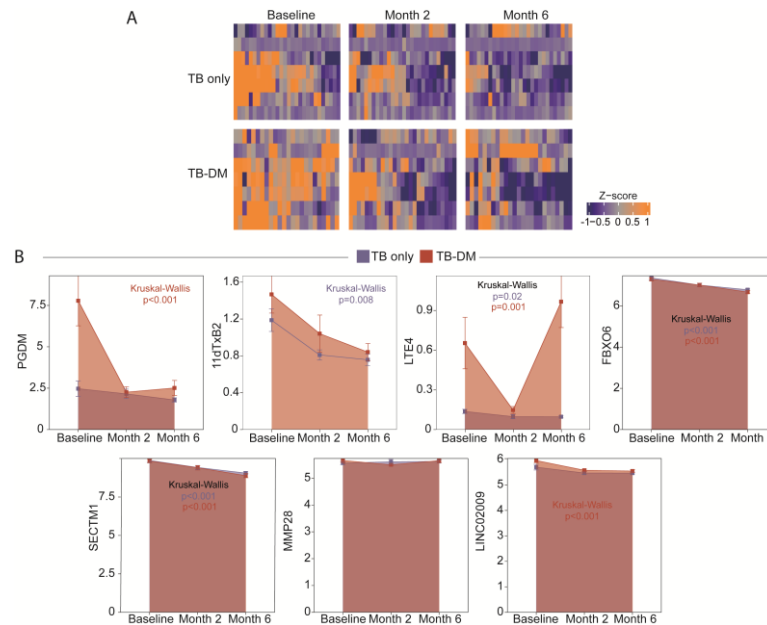 A
Baseline
Month 2
Month 6
TB only
TB-DM
Z-score
-1-0.5 0 0.5 1
B
TB only
TB-DM
PGDM
7.5
5.0
2.5
0
Kruskal-Wallis
p<0.001
Baseline Month 2 Month 6
11dTxB2
1.6
1.2
0.8
0.4
0
Kruskal-Wallis
p=0.008
Baseline Month 2 Month 6
LTE4
0.9
0.6
0.3
0
Kruskal-Wallis
p=0.02
p=0.001
Baseline Month 2 Month 6
FBXO6
6
4
2
0
Kruskal-Wallis
p<0.001
p<0.001
Baseline Month 2 Month
SECTM1
7.5
5.0
2.5
0
Kruskal-Wallis
p<0.001
p<0.001
Baseline Month 2 Month 6
MMP28
5
4
3
2
1
0
Baseline Month 2 Month 6
LINC02009
6
5
4
3
2
1
0
Kruskal-Wallis
p<0.001
Baseline Month 2 Month 6